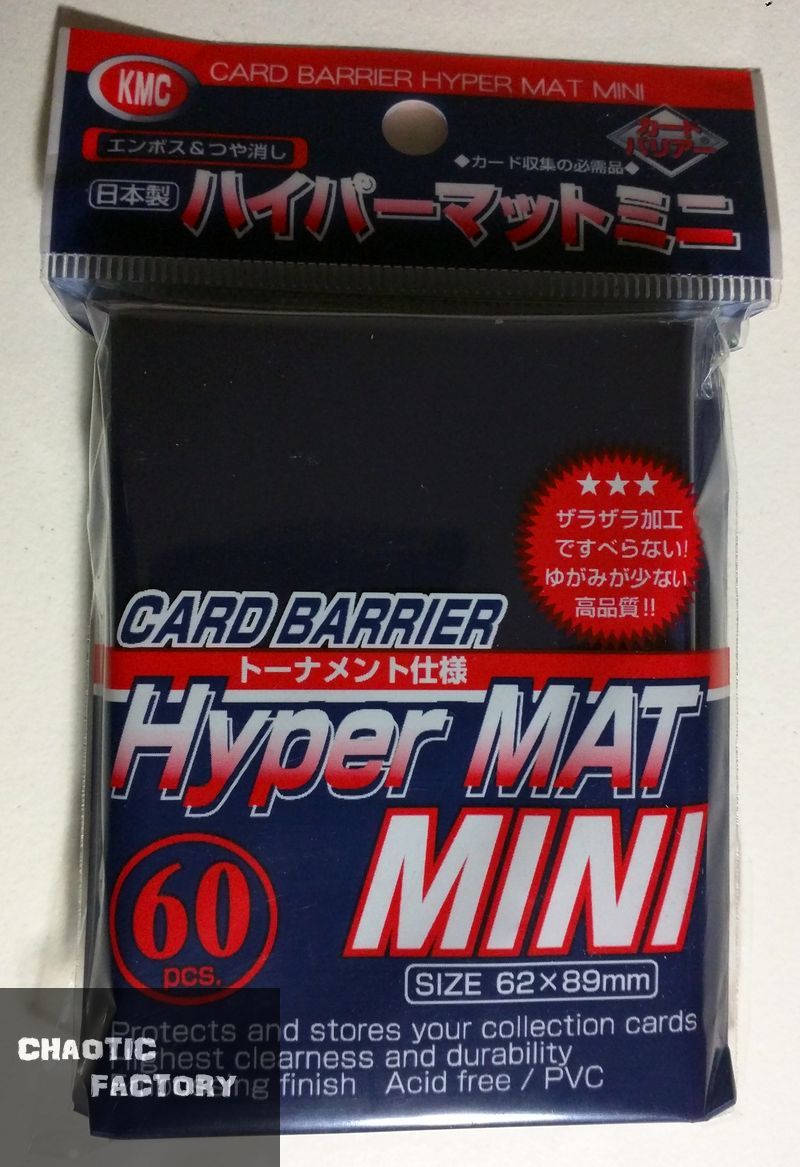 KMC
CARD BARRIER HYPER MAT MINI
エンボス&つや消し
カード
バリアー
◆カード収集の必需品◆
日本製
ハイパーマットミニ
★★★
ザラザラ加工
ですべらない!
ゆがみが少ない
高品質!!
CARD BARRIER
トーナメント仕様
Hyper MAT
MINI
60
pcs.
SIZE 62×89mm
Protects and stores your collection cards
Highest clearness and durability
finish Acid free / PVC
CHAOTIC
FACTORY